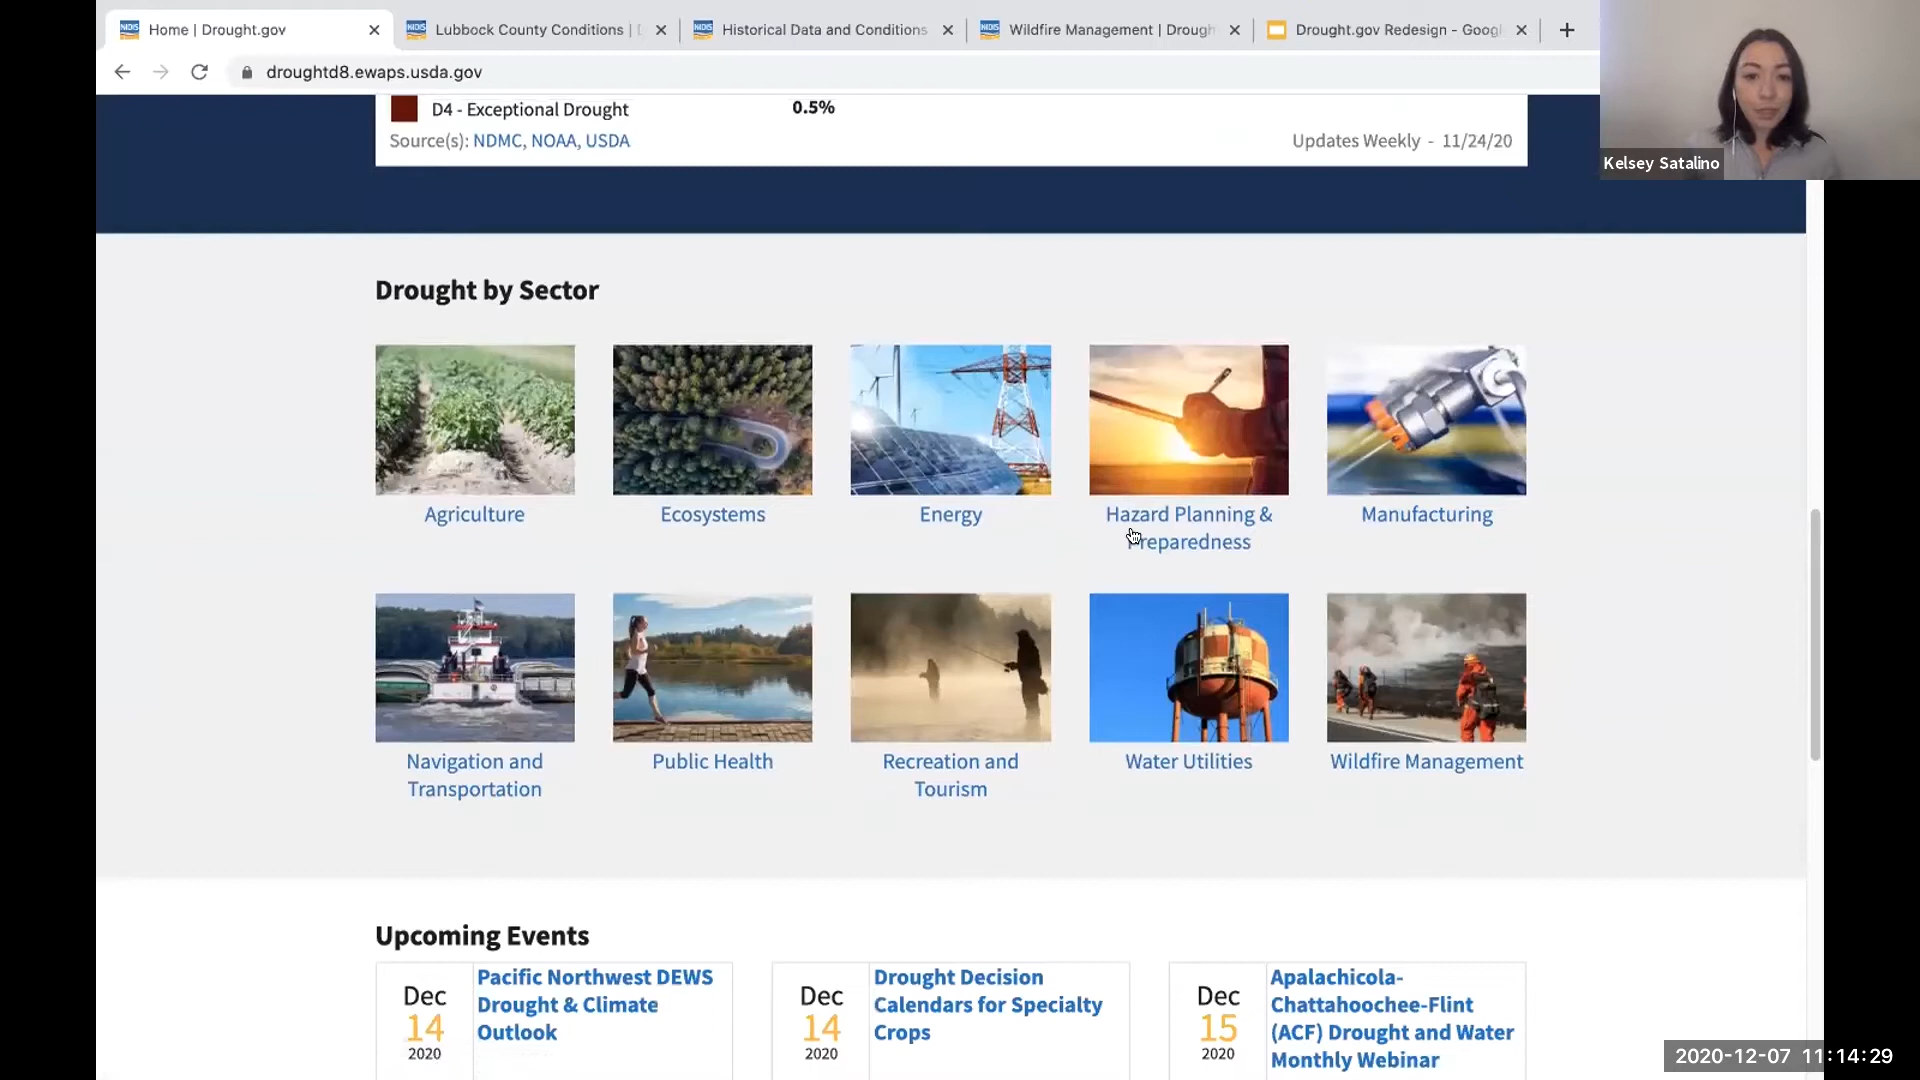 Home | Drought.gov
Lubbock County Conditions | D
Historical Data and Conditions
Wildfire Management | Drough
Drought.gov Redesign - Googl
droughtd8.ewaps.usda.gov
Kelsey Satalino
D4 - Exceptional Drought 0.5%
Source(s): NDMC, NOAA, USDA
Updates Weekly - 11/24/20
Drought by Sector
Agriculture
Ecosystems
Energy
Hazard Planning &
Preparedness
Manufacturing
Navigation and
Transportation
Public Health
Recreation and
Tourism
Water Utilities
Wildfire Management
Upcoming Events
Dec
14
2020
Pacific Northwest DEWS
Drought & Climate
Outlook
Dec
14
2020
Drought Decision
Calendars for Specialty
Crops
Dec
15
2020
Apalachicola-
Chattahoochee-Flint
(ACF) Drought and Water
Monthly Webinar
2020-12-07 11:14:29